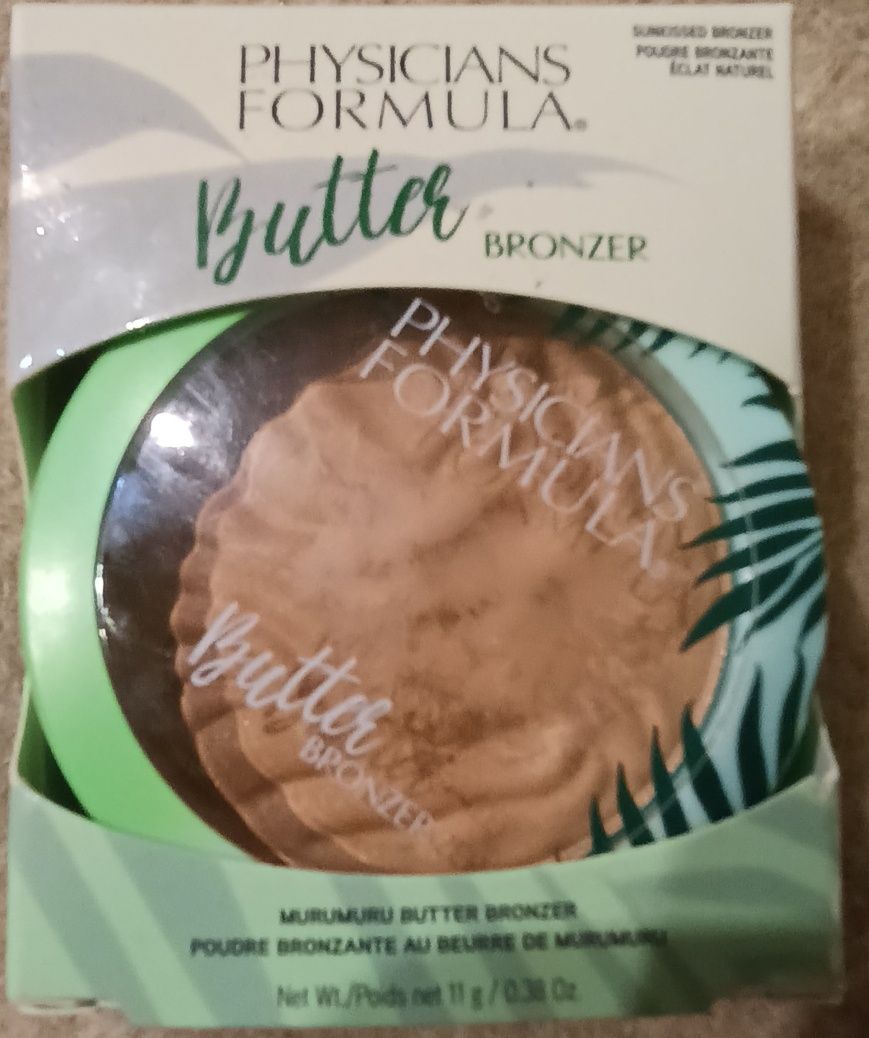 SUNKISSED BRONZER
POUDRE BRONZANTE
ÉCLAT NATUREL
PHYSICIANS
FORMULA®
Butter
BRONZER
PHYSICIANS
FORMULA®
Butter
BRONZER
MURUMURU BUTTER BRONZER
POUDRE BRONZANTE AU BEURRE DE MURUMURU
Net Wt./Poids net 11 g / 0.38 Oz.